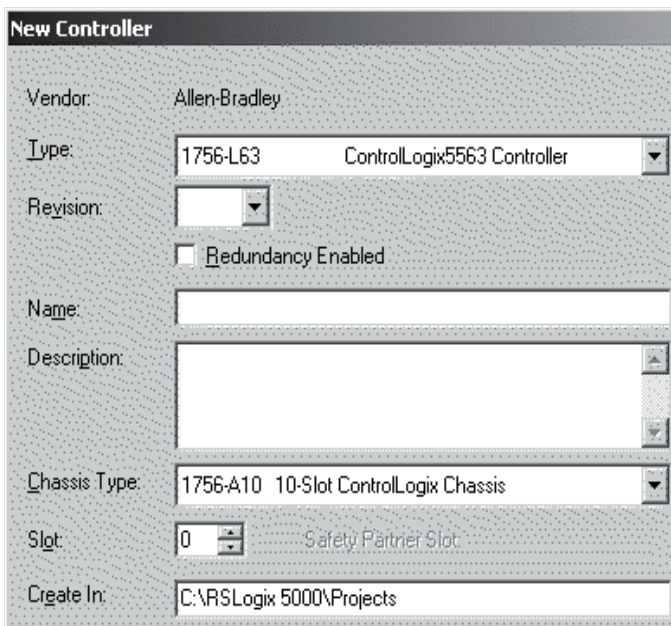 New Controller
Vendor: Allen-Bradley
Type: 1756-L63 ControlLogix5563 Controller
Revision:
Redundancy Enabled
Name:
Description:
Chassis Type: 1756-A10 10-Slot ControlLogix Chassis
Slot: 0 Safety Partner Slot:
Create In: C:\RSLogix 5000\Projects